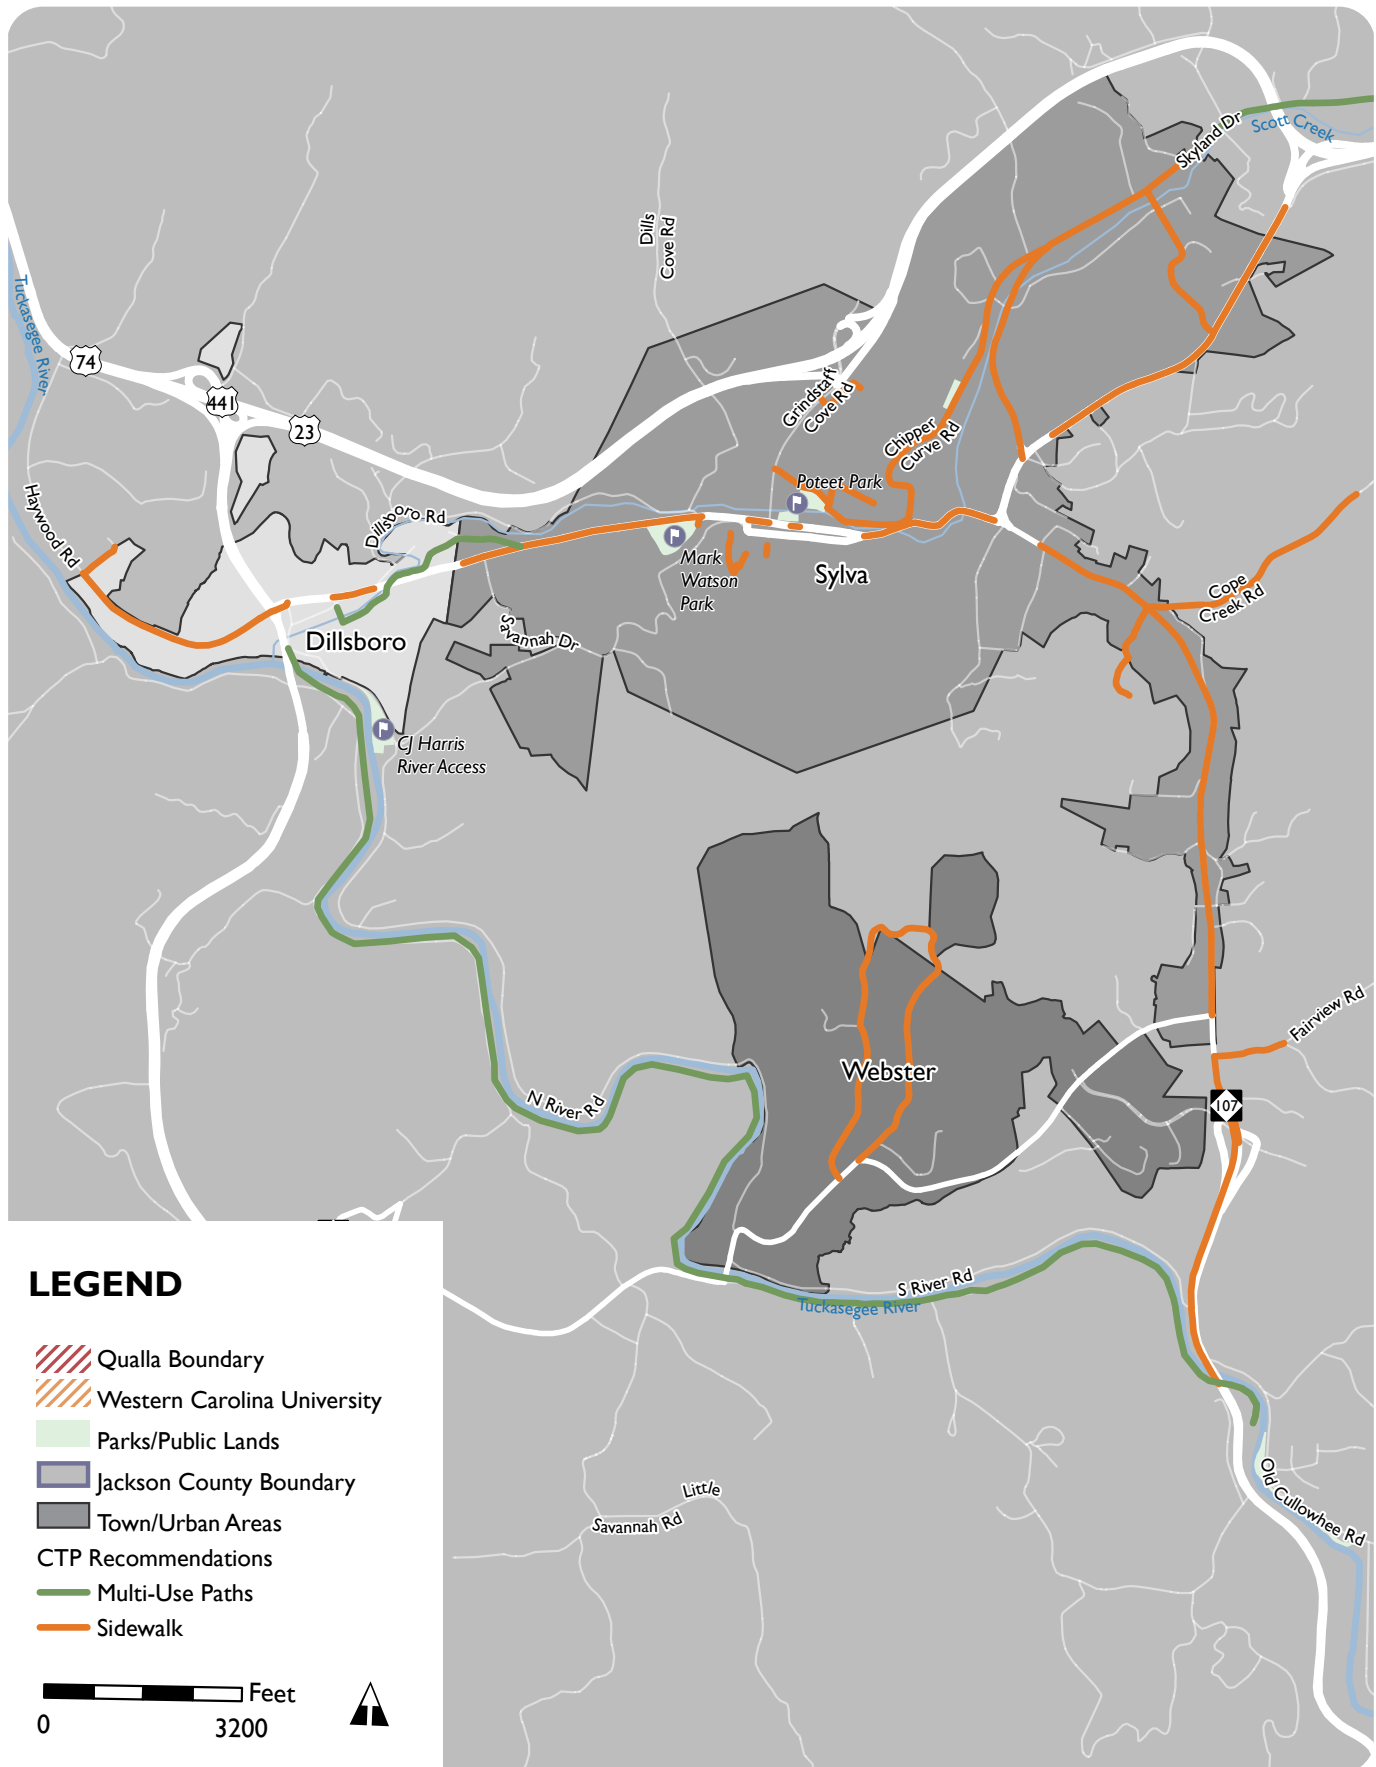 Skyland Dr
Scott Creek
Dills
Cove Rd
Tuckasegee River
74
441
23
Grindstaff
Cove Rd
Chipper
Curve Rd
Poteet Park
Haywood Rd
Dillsboro Rd
Mark
Watson
Park
Sylva
Cope
Creek Rd
S
Savannah Dr
Dillsboro
CJ Harris
River Access
Fairview Rd
Webster
107
N River Rd
S River Rd
Tuckasegee River
Old Cullowhee Rd
Little
Savannah Rd
LEGEND
Qualla Boundary
Western Carolina University
Parks/Public Lands
Jackson County Boundary
Town/Urban Areas
CTP Recommendations
Multi-Use Paths
Sidewalk
Feet
0
3200